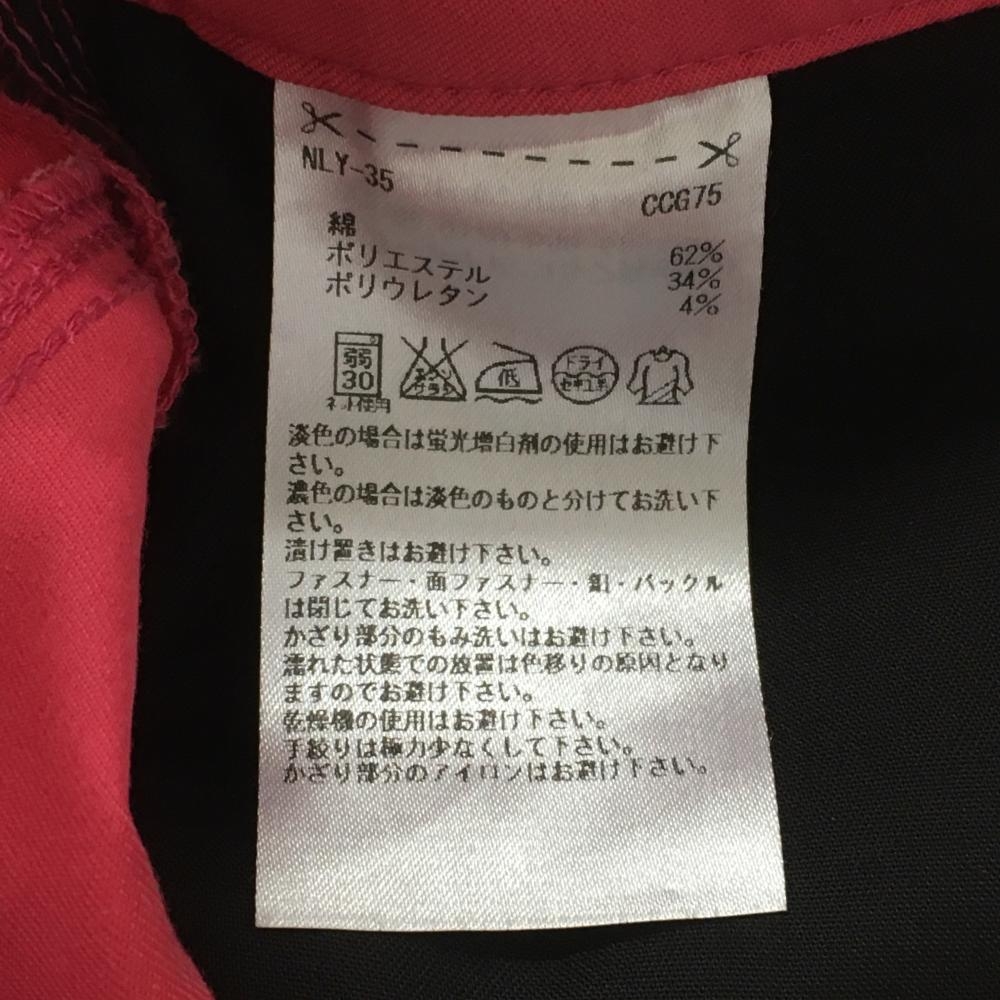 NLY-35
CCG75
綿 62%
ポリエステル 34%
ポリウレタン 4%
弱
30
ネット使用
エンソ
サラシ
低
ドライ
セキユ系
淡色の場合は蛍光増白剤の使用はお避け下
さい。
濃色の場合は淡色のものと分けてお洗い下
さい。
漬け置きはお避け下さい。
ファスナー・面ファスナー・釦・バックル
は閉じてお洗い下さい。
かざり部分のもみ洗いはお避け下さい。
濡れた状態での放置は色移りの原因となり
ますのでお避け下さい。
乾燥機の使用はお避け下さい。
手絞りは極力少なくして下さい。
かざり部分のアイロンはお避け下さい。